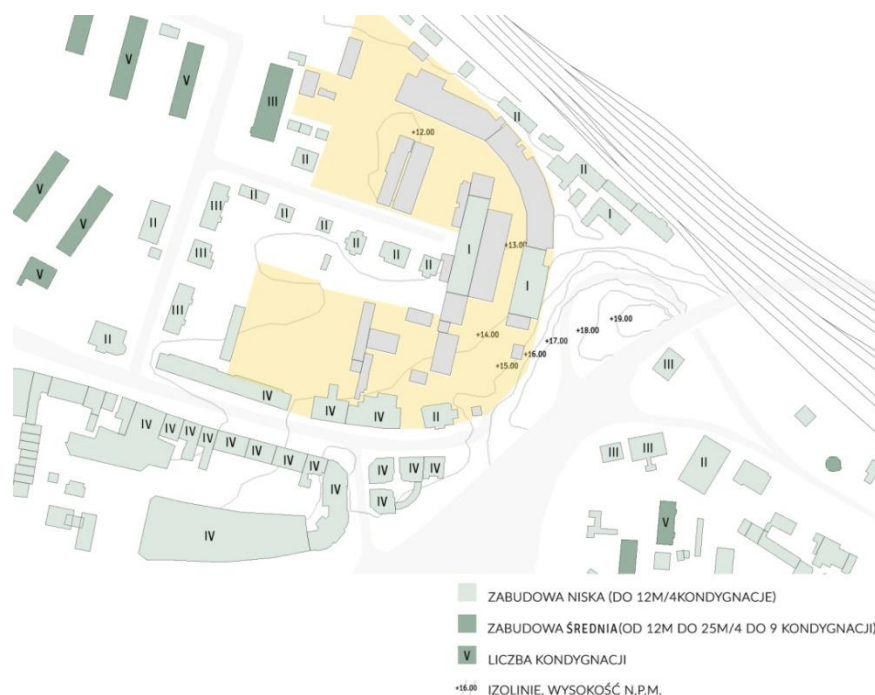 V
V
III
II
+12.00
II
II
I
V
V
V
II
III
II
II
II
II
II
II
III
III
I
+13.00
I
+14.00
+15.00
+16.00
+17.00
+18.00
+19.00
II
IV
IV
IV
II
III
IV
IV
IV
IV
IV
IV
IV
IV
IV
IV
IV
IV
IV
III
III
II
V
ZABUDOWA NISKA (DO 12M/4KONDYGNACJE)
ZABUDOWA ŚREDNIA(OD 12M DO 25M/4 DO 9 KONDYGNACJI)
V LICZBA KONDYGNACJI
+16.00 IZOLINIE, WYSOKOŚĆ N.P.M.